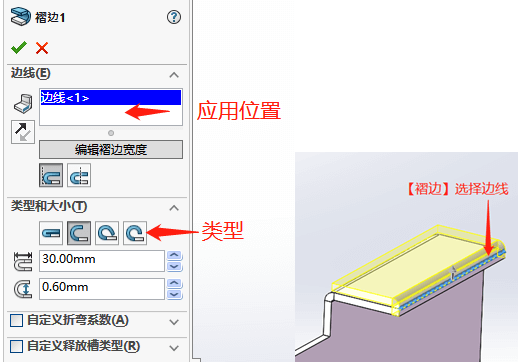 褶边1
边线(E)
边线<1>
应用位置
编辑褶边宽度
【褶边】选择边线
类型和大小(T)
类型
30.00mm
0.60mm
自定义折弯系数(A)
自定义释放槽类型(R)